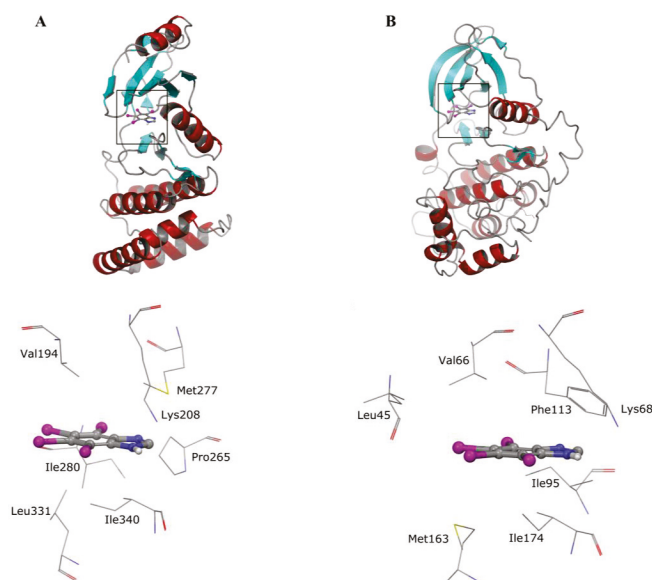 A
B
Val194
Met277
Lys208
Pro265
Ile280
Leu331
Ile340
Val66
Leu45
Phe113
Lys68
Ile95
Met163
Ile174